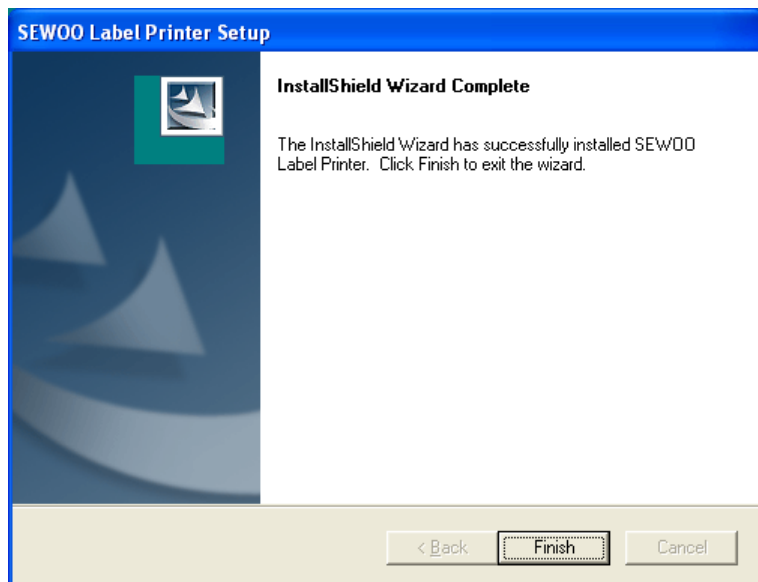 SEWOO Label Printer Setup
InstallShield Wizard Complete
The InstallShield Wizard has successfully installed SEWOO
Label Printer. Click Finish to exit the wizard.
< Back
Finish
Cancel